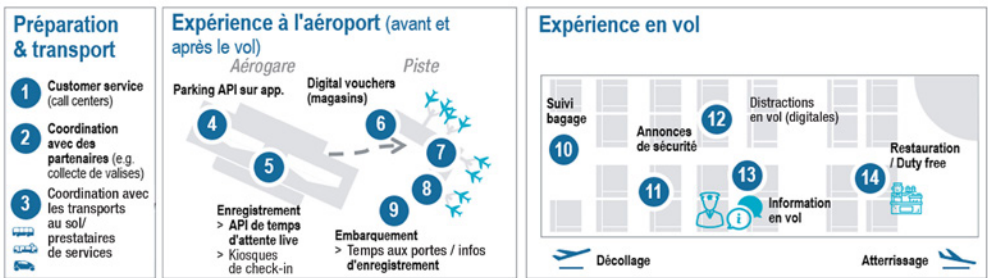 Préparation
& transport
1
Customer service
(call centers)
2
Coordination
avec des
partenaires (e.g.
collecte de valises)
3
Coordination avec
les transports
au sol/
prestataires
de services
Expérience à l'aéroport (avant et
après le vol)
Aérogare
Piste
Parking API sur app.
4
5
Enregistrement
> API de temps
d'attente live
> Kiosques
de check-in
Digital vouchers
(magasins)
6
7
8
9
Embarquement
> Temps aux portes / infos
d'enregistrement
Expérience en vol
Suivi
bagage
10
Annonces
de sécurité
11
12
Distractions
en vol (digitales)
13
Information
en vol
Restauration
/ Duty free
14
Décollage
Atterrissage